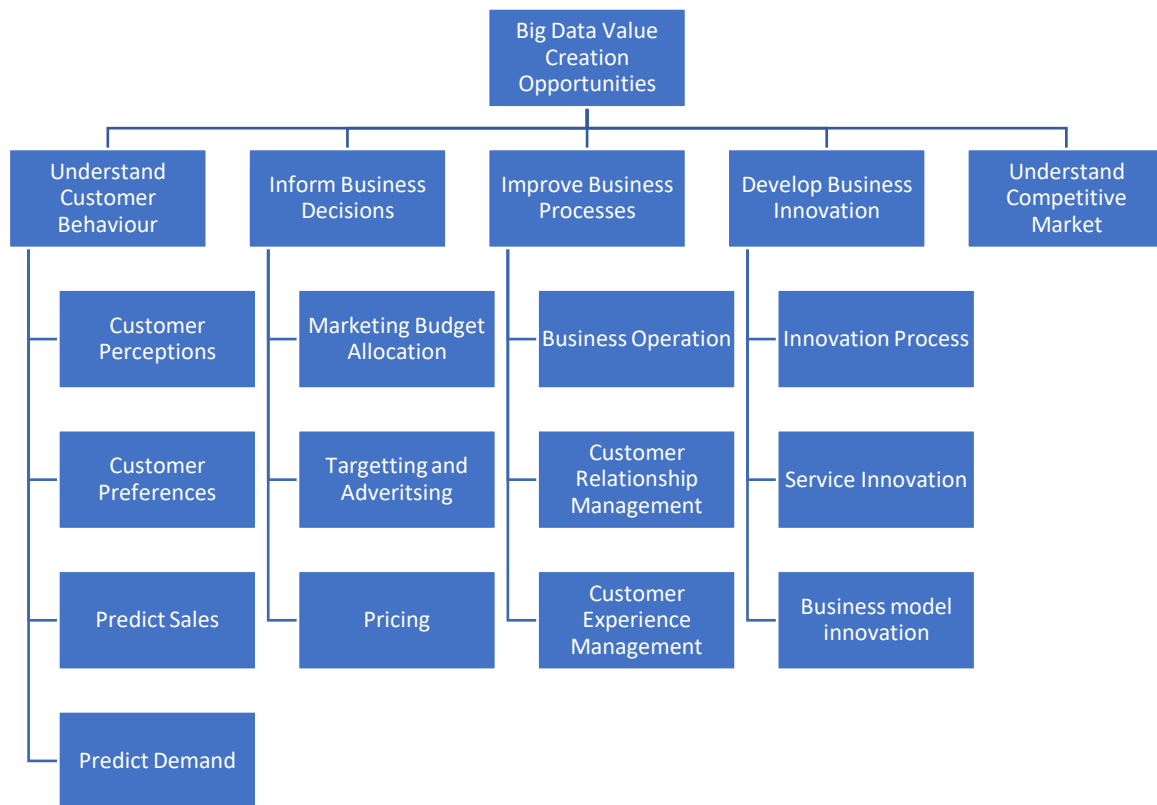 Big Data Value
Creation
Opportunities
Understand
Customer
Behaviour
Inform Business
Decisions
Improve Business
Processes
Develop Business
Innovation
Understand
Competitive
Market
Customer
Perceptions
Customer
Preferences
Predict Sales
Predict Demand
Marketing Budget
Allocation
Targetting and
Adveritsing
Pricing
Business Operation
Customer
Relationship
Management
Customer
Experience
Management
Innovation Process
Service Innovation
Business model
innovation